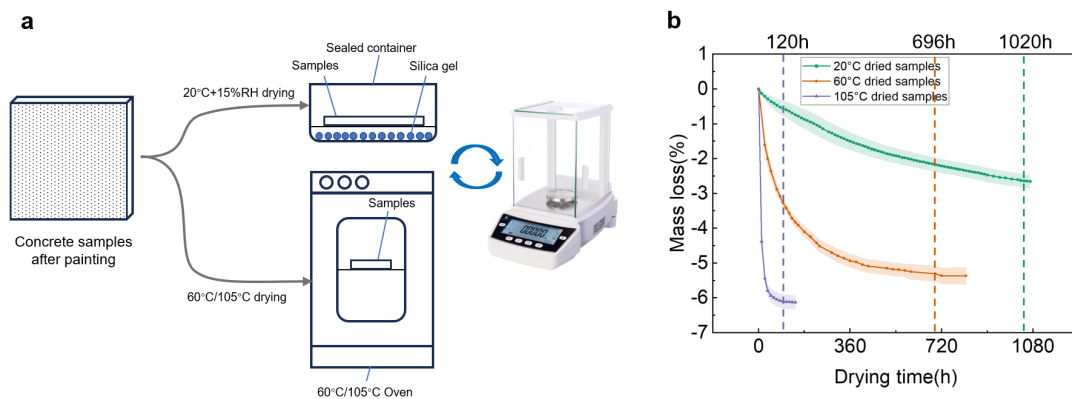 a
Sealed container
Samples
Silica gel
20°C+15%RH drying
Samples
Concrete samples
after painting
60°C/105°C drying
60°C/105°C Oven
0.0000
b
120h
696h
1020h
20°C dried samples
60°C dried samples
105°C dried samples
1
0
-1
-2
-3
-4
-5
-6
-7
Mass loss(%)
0
360
720
1080
Drying time(h)